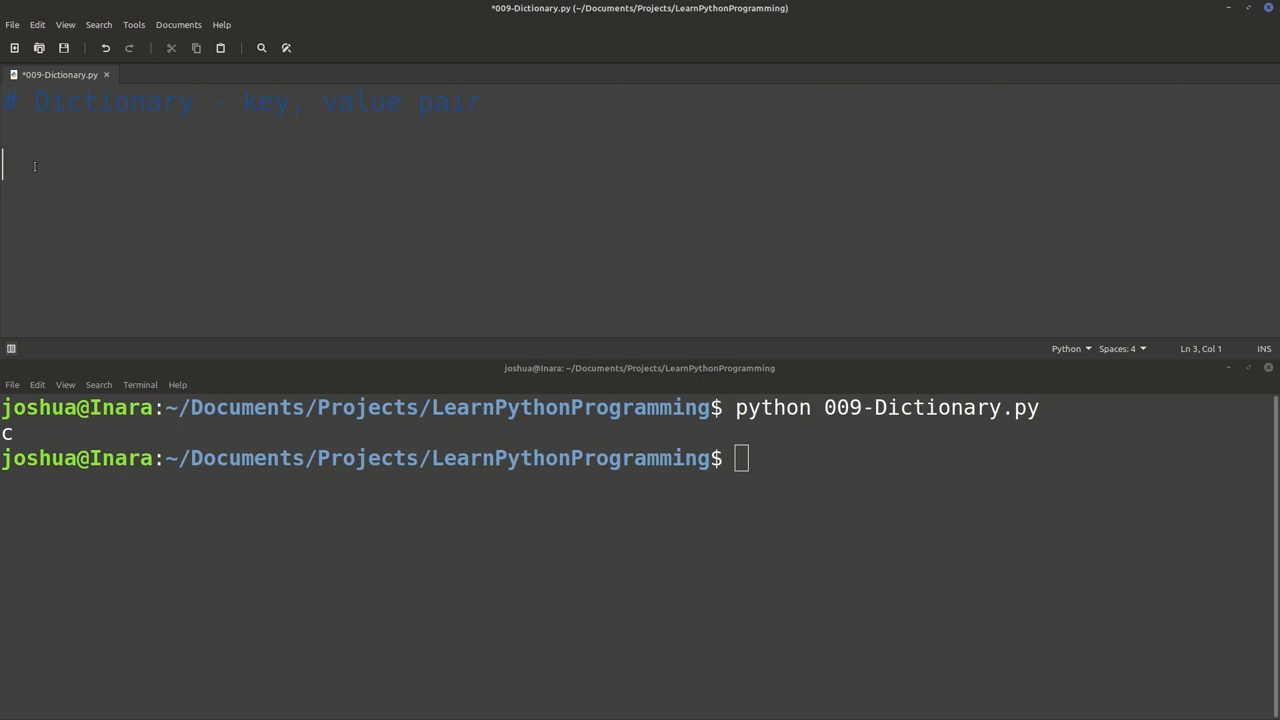 *009-Dictionary.py (~/Documents/Projects/LearnPythonProgramming)
File Edit View Search Tools Documents Help
*009-Dictionary.py
# Dictionary - key, value pair
Python Spaces: 4 Ln 3, Col 1 INS
joshua@Inara: ~/Documents/Projects/LearnPythonProgramming
File Edit View Search Terminal Help
joshua@Inara:~/Documents/Projects/LearnPythonProgramming$ python 009-Dictionary.py
c
joshua@Inara:~/Documents/Projects/LearnPythonProgramming$